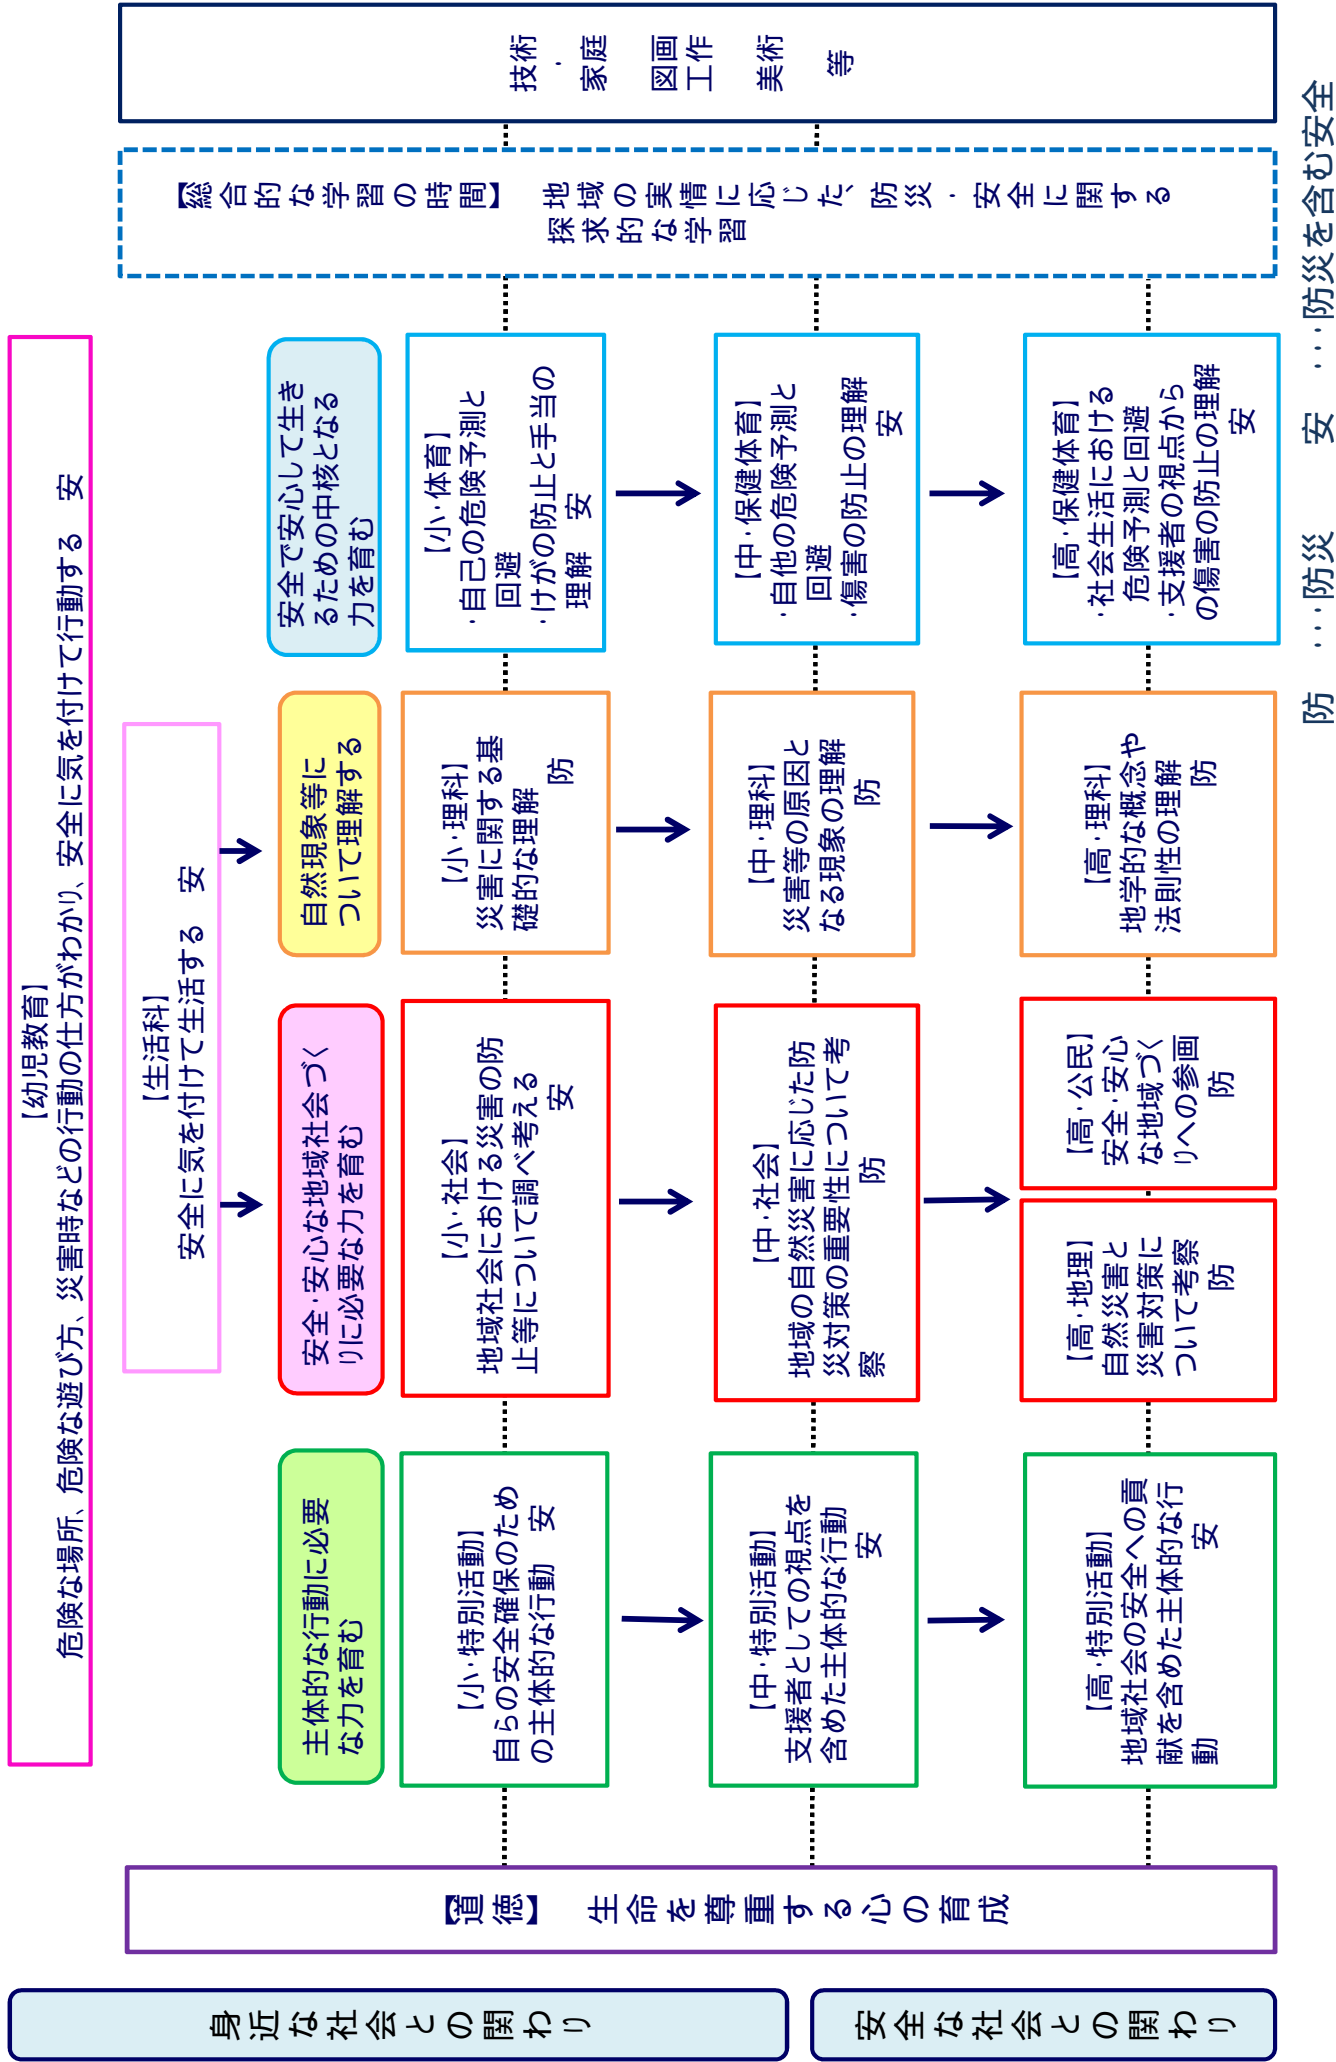 【幼児教育】
危険な場所、危険な遊び方、災害時などの行動の仕方がわかり、安全に気を付けて行動する　安
【生活科】
安全に気を付けて生活する　安
主体的な行動に必要
な力を育む
安全・安心な地域社会づく
りに必要な力を育む
自然現象等に
ついて理解する
安全で安心して生き
るための中核となる
力を育む
【小・特別活動】
自らの安全確保のため
の主体的な行動　安
【小・社会】
地域社会における災害の防
止等について調べ考える
安
【小・理科】
災害に関する基
礎的な理解
防
【小・体育】
・自己の危険予測と
回避
・けがの防止と手当の
理解　安
【中・特別活動】
支援者としての視点を
含めた主体的な行動
安
【中・社会】
地域の自然災害に応じた防
災対策の重要性について考
察　防
【中・理科】
災害等の原因と
なる現象の理解
防
【中・保健体育】
・自他の危険予測と
回避
・傷害の防止の理解
安
【高・特別活動】
地域社会の安全への貢
献を含めた主体的な行
動　安
【高・地理】
自然災害と
災害対策に
ついて考察
防
【高・公民】
安全・安心
な地域づく
りへの参画
防
【高・理科】
地学的な概念や
法則性の理解
防
【高・保健体育】
・社会生活における
危険予測と回避
・支援者の視点から
の傷害の防止の理解
安
身近な社会との関わり
安全な社会との関わり
【道徳】　生命を尊重する心の育成
【総合的な学習の時間】　地域の実情に応じた、防災・安全に関する
探求的な学習
技術・家庭　図画工作　美術　等
防　…防災　安　…防災を含む安全